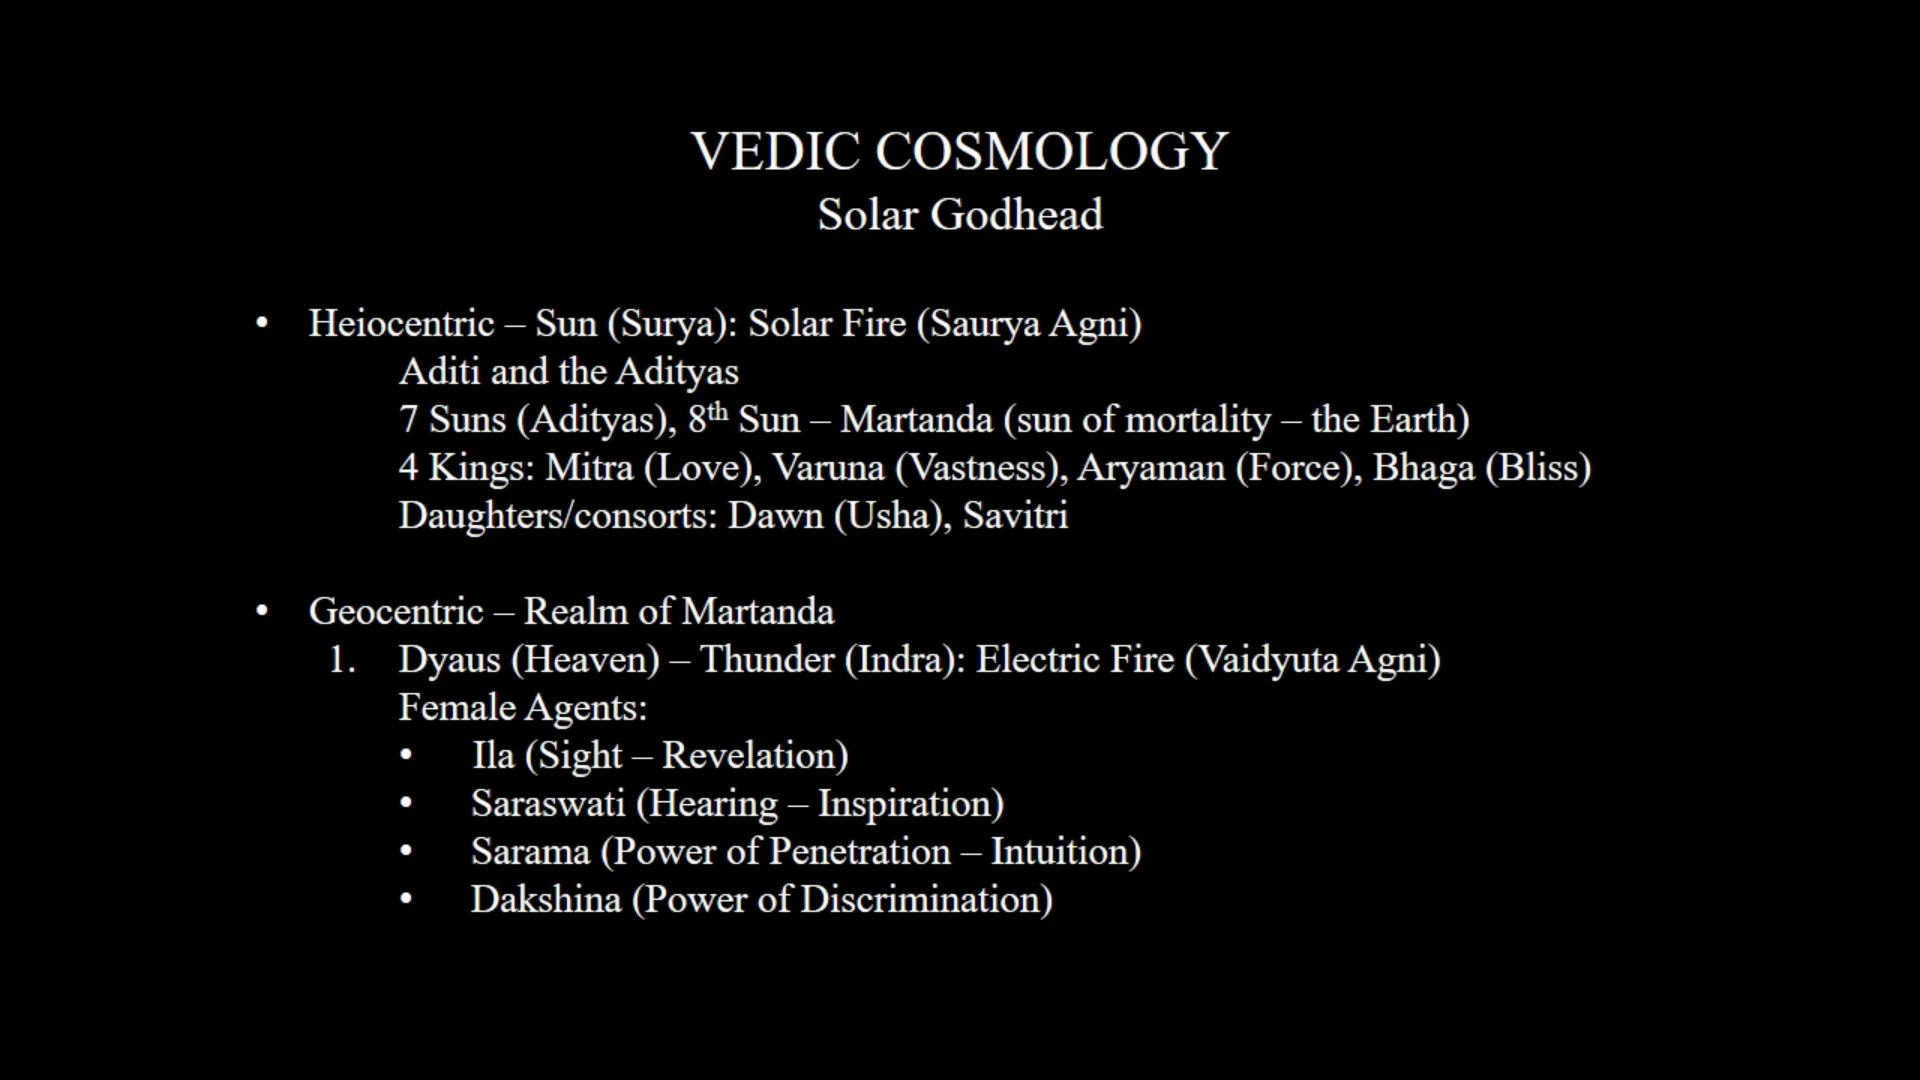 VEDIC COSMOLOGY
Solar Godhead
• Heiocentric – Sun (Surya): Solar Fire (Saurya Agni)
Aditi and the Adityas
7 Suns (Adityas), 8th Sun – Martanda (sun of mortality – the Earth)
4 Kings: Mitra (Love), Varuna (Vastness), Aryaman (Force), Bhaga (Bliss)
Daughters/consorts: Dawn (Usha), Savitri
• Geocentric – Realm of Martanda
1. Dyaus (Heaven) – Thunder (Indra): Electric Fire (Vaidyuta Agni)
Female Agents:
• Ila (Sight – Revelation)
• Saraswati (Hearing – Inspiration)
• Sarama (Power of Penetration – Intuition)
• Dakshina (Power of Discrimination)